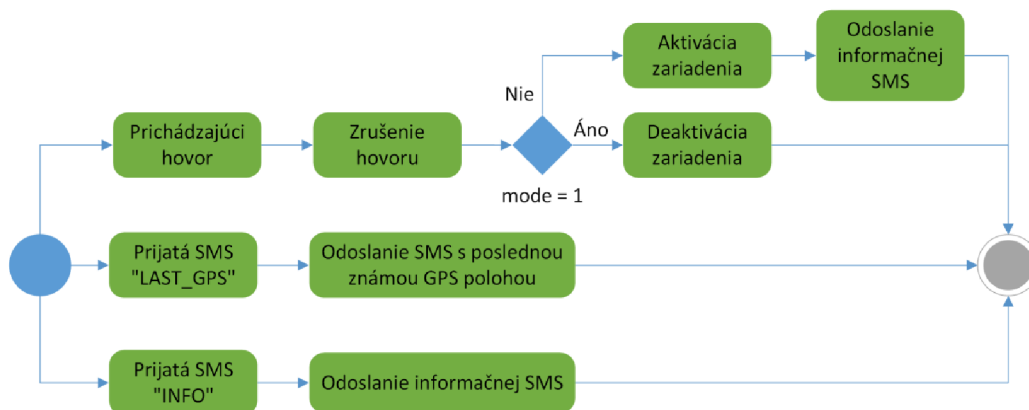 Aktivácia
zariadenia
Odoslanie
informačnej
SMS
Nie
Prichádzajúci
hovor
Zrušenie
hovoru
Áno
Deaktivácia
zariadenia
mode = 1
Prijatá SMS
"LAST_GPS"
Odoslanie SMS s poslednou
známou GPS polohou
Prijatá SMS
"INFO"
Odoslanie informačnej SMS